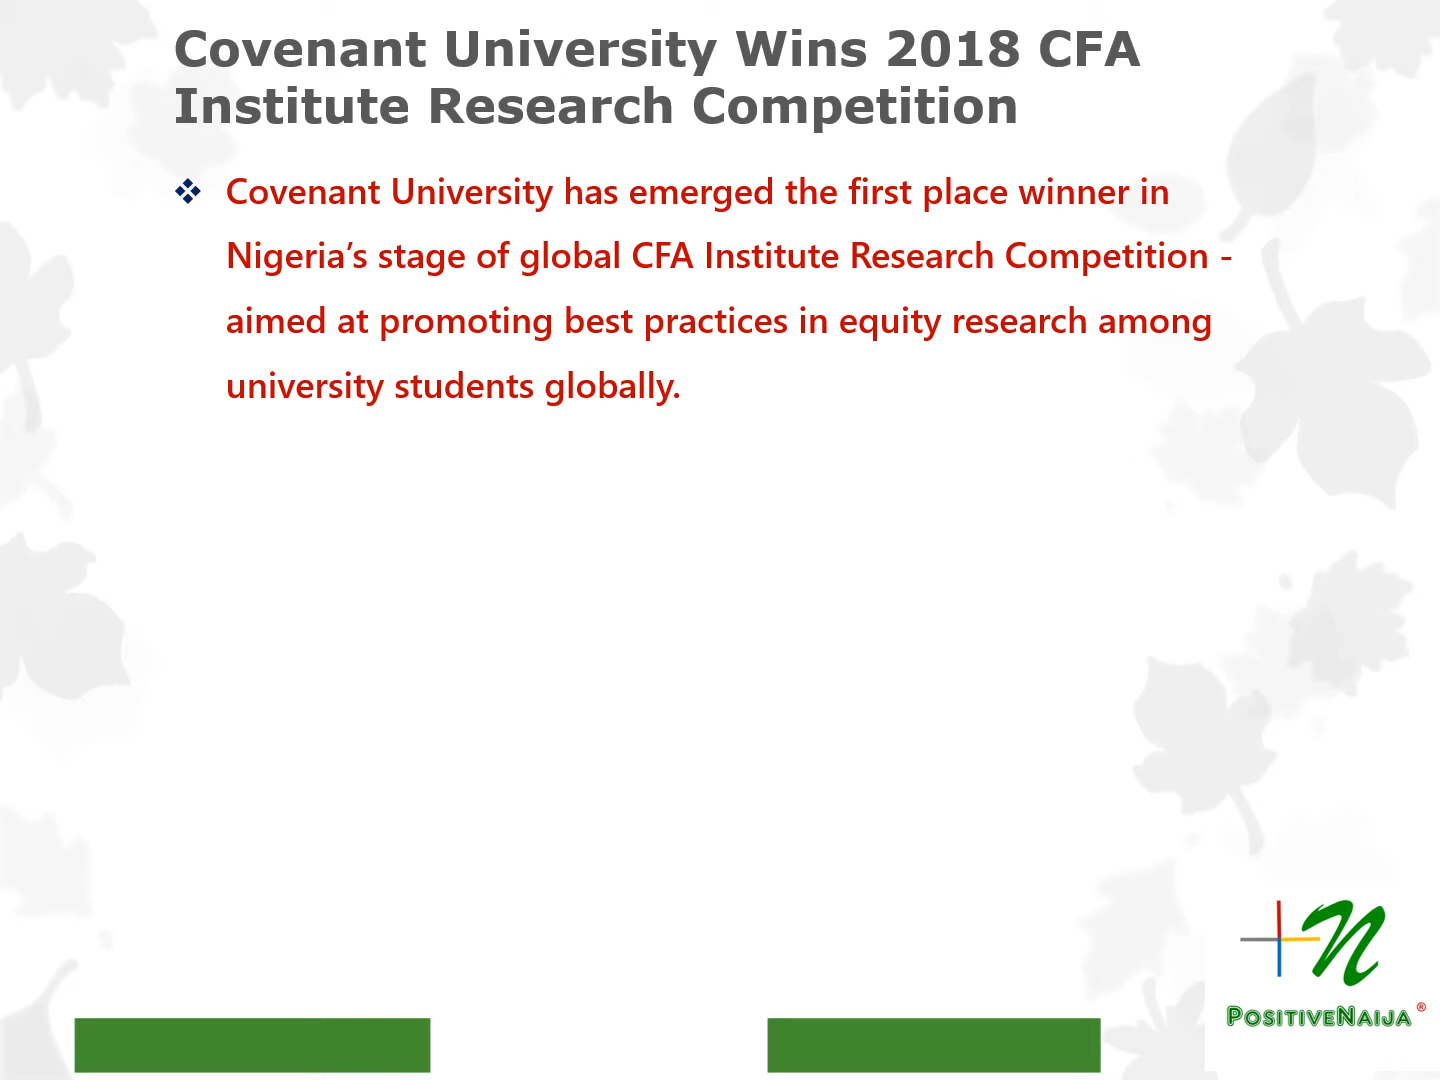 Covenant University Wins 2018 CFA
Institute Research Competition
❖ Covenant University has emerged the first place winner in
Nigeria’s stage of global CFA Institute Research Competition -
aimed at promoting best practices in equity research among
university students globally.
N
PositiveNaija®